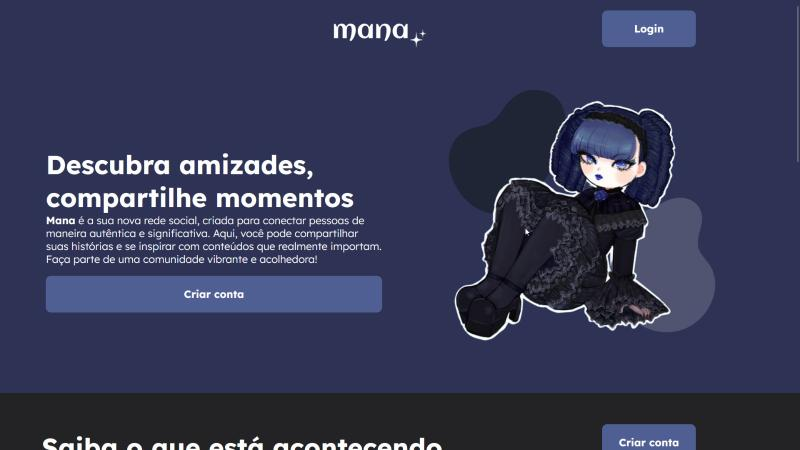 mana
Login
Descubra amizades,
compartilhe momentos
Mana é a sua nova rede social, criada para conectar pessoas de
maneira autêntica e significativa. Aqui, você pode compartilhar
suas histórias e se inspirar com conteúdos que realmente importam.
Faça parte de uma comunidade vibrante e acolhedora!
Criar conta
Saiba o que está acontecendo
Criar conta